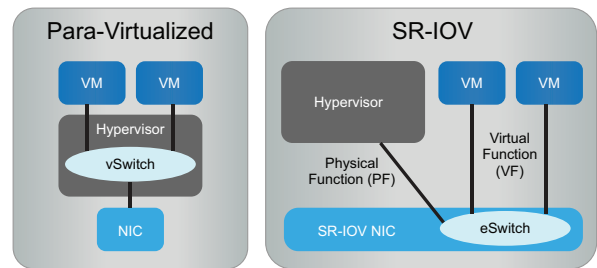 Para-Virtualized
VM
VM
Hypervisor
vSwitch
NIC
SR-IOV
Hypervisor
VM
VM
Physical
Function (PF)
Virtual
Function
(VF)
SR-IOV NIC
eSwitch